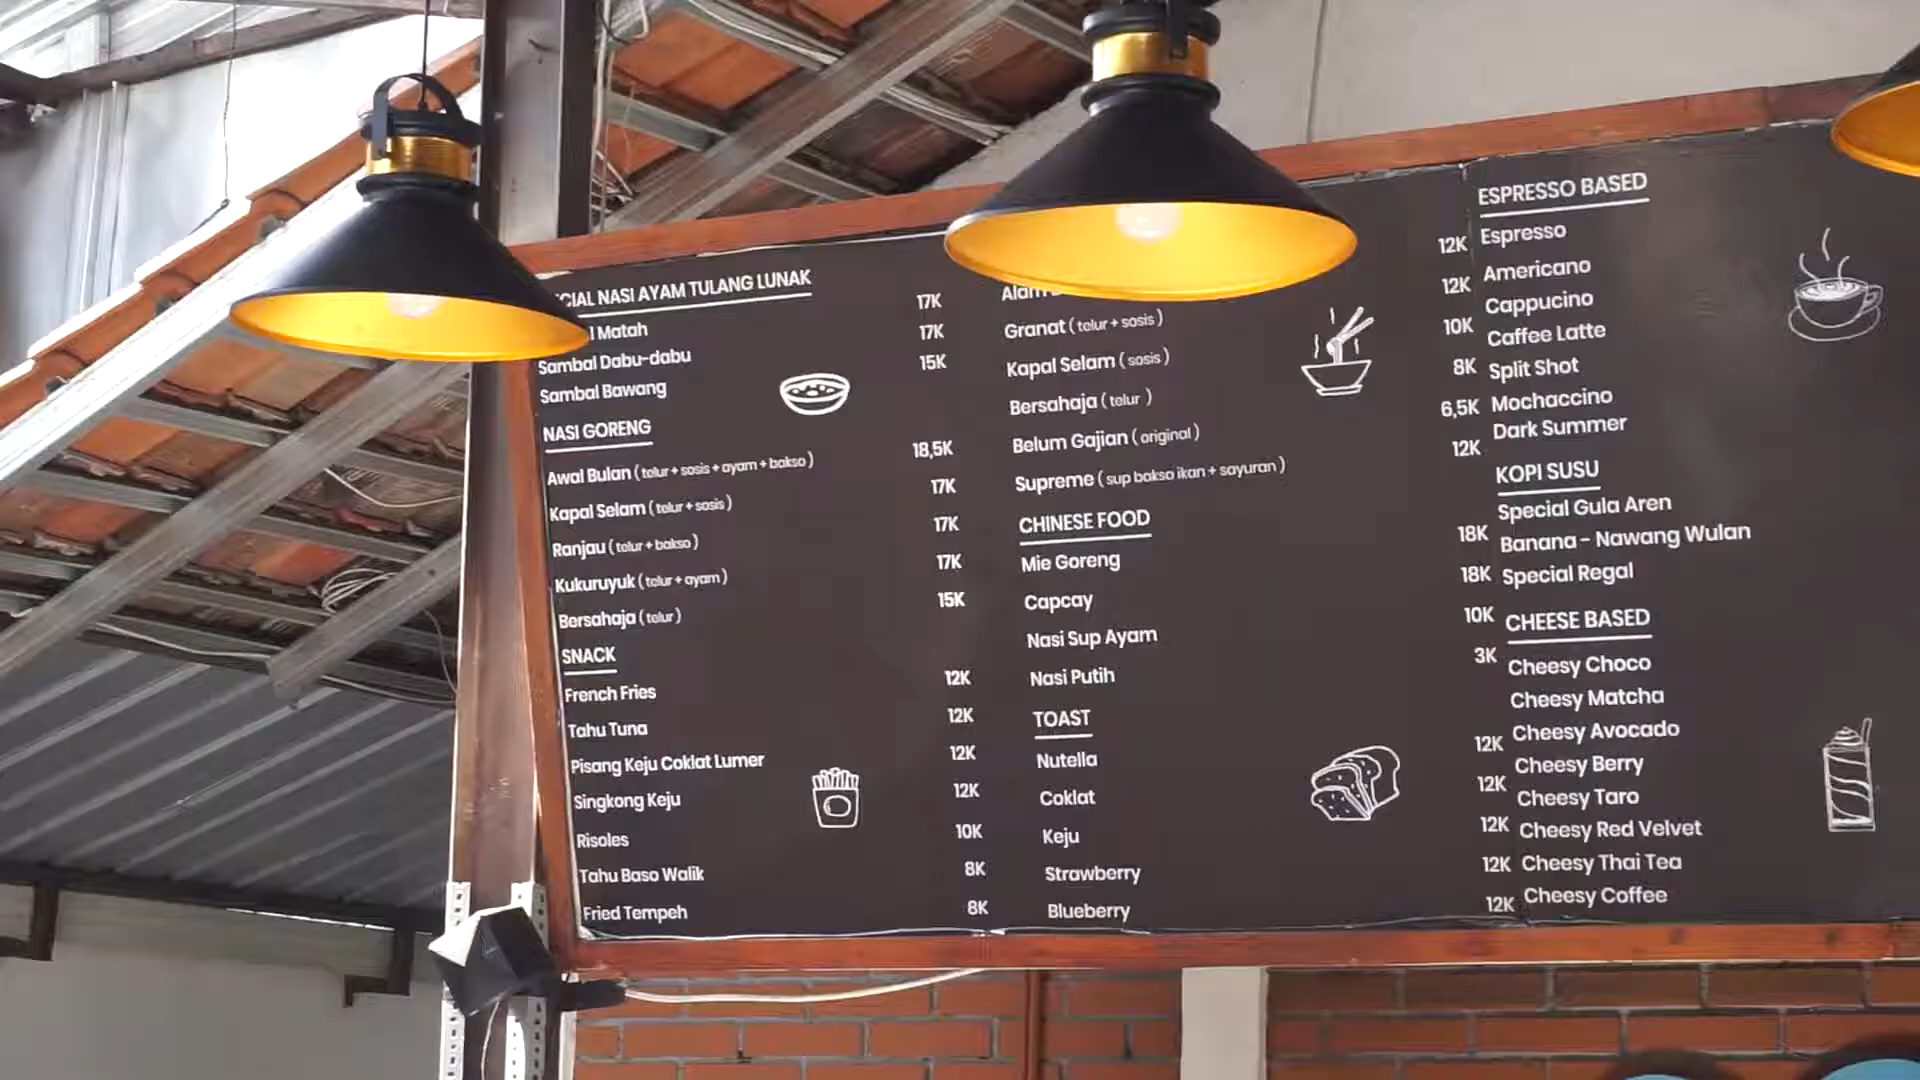 CIAL NASI AYAM TULANG LUNAK
Matah 17K
Sambal Dabu-dabu 17K
Sambal Bawang 15K
NASI GORENG
Awal Bulan ( telur + sosis + ayam + bakso ) 18,5K
Kapal Selam ( telur + sosis ) 17K
Ranjau ( telur + bakso ) 17K
Kukuruyuk ( telur + ayam ) 17K
Bersahaja ( telur ) 15K
SNACK
French Fries 12K
Tahu Tuna 12K
Pisang Keju Coklat Lumer 12K
Singkong Keju 12K
Risoles 10K
Tahu Baso Walik 8K
Fried Tempeh 8K
12K
Granat ( telur + sosis ) 12K
Kapal Selam ( sosis ) 10K
Bersahaja ( telur ) 8K
Belum Gajian ( original ) 6,5K
Supreme ( sup bakso ikan + sayuran ) 12K
CHINESE FOOD
Mie Goreng 18K
Capcay 18K
Nasi Sup Ayam 10K
Nasi Putih 3K
TOAST
Nutella 12K
Coklat 12K
Keju 12K
Strawberry 12K
Blueberry 12K
ESPRESSO BASED
Espresso
Americano
Cappucino
Caffee Latte
Split Shot
Mochaccino
Dark Summer
KOPI SUSU
Special Gula Aren
Banana - Nawang Wulan
Special Regal
CHEESE BASED
Cheesy Choco
Cheesy Matcha
Cheesy Avocado
Cheesy Berry
Cheesy Taro
Cheesy Red Velvet
Cheesy Thai Tea
Cheesy Coffee